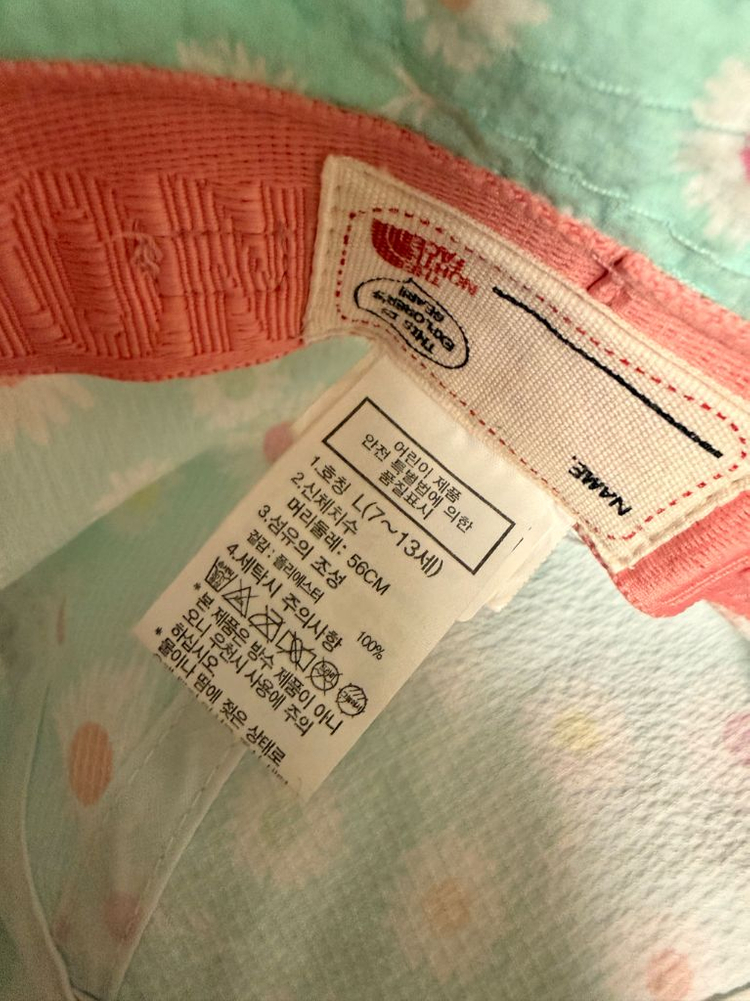 THE
NORTH
FACE
THIS IS
EXPLORER'S
GEAR!!
NAME.
어린이 제품
안전 특별법에 의한
품질표시
1.호칭 L(7~13세)
2.신체치수
머리둘레: 56CM
3.섬유의 조성
겉감: 폴리에스터 100%
4.세탁시 주의사항
* 본 제품은 방수 제품이 아니
오니 우천시 사용에 주의
하십시오
* 물이나 땀에 젖은 상태로